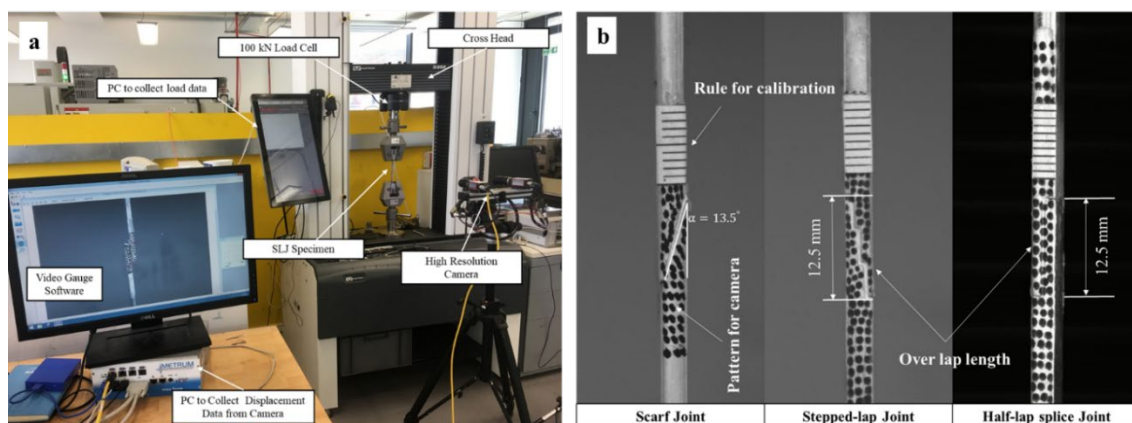 a
100 kN Load Cell
Cross Head
PC to collect load data
SLJ Specimen
High Resolution
Camera
Video Gauge
Software
DELL
IMETRUM
PC to Collect Displacement
Data from Camera
b
Rule for calibration
α = 13.5°
12.5 mm
12.5 mm
Pattern for camera
Over lap length
Scarf Joint
Stepped-lap Joint
Half-lap splice Joint